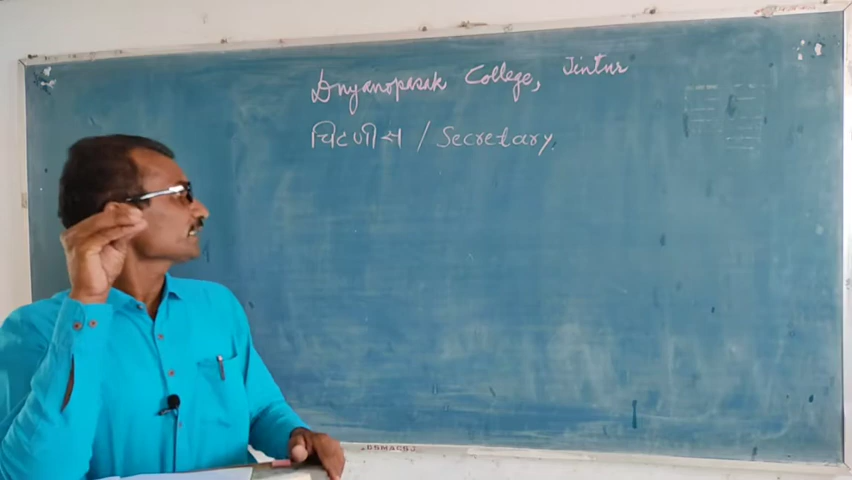 Dnyanopasak College, Jintur
चिटणीस / Secretary.